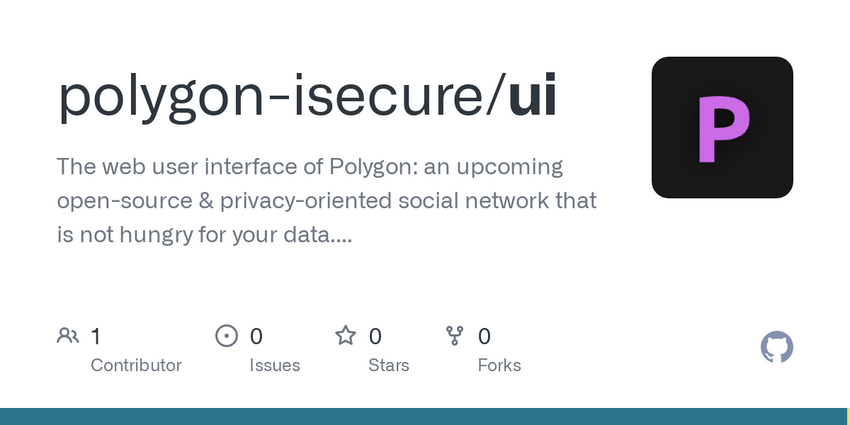 polygon-isecure/ui
P
The web user interface of Polygon: an upcoming
open-source & privacy-oriented social network that
is not hungry for your data....
1
Contributor
0
Issues
0
Stars
0
Forks